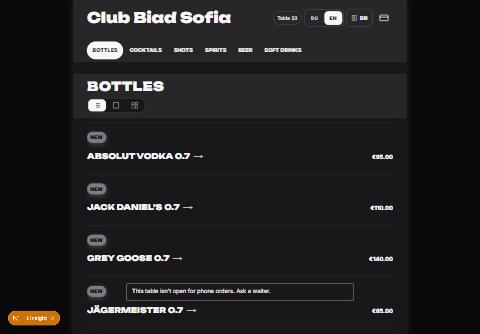 Club Biad Sofia
Table 33
BG
EN
Bill
BOTTLES
COCKTAILS
SHOTS
SPIRITS
BEER
SOFT DRINKS
BOTTLES
NEW
ABSOLUT VODKA 0.7 →
€95.00
NEW
JACK DANIEL'S 0.7 →
€110.00
NEW
GREY GOOSE 0.7 →
€140.00
NEW
This table isn't open for phone orders. Ask a waiter.
JÄGERMEISTER 0.7 →
€85.00